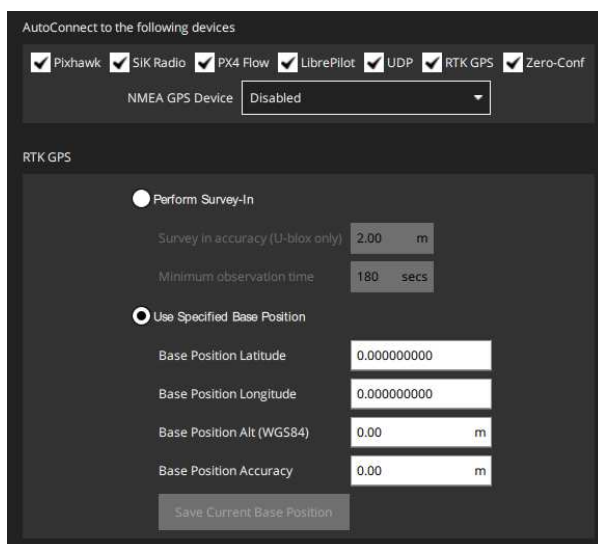 AutoConnect to the following devices
Pixhawk SiK Radio PX4 Flow LibrePilot UDP RTK GPS Zero-Conf
NMEA GPS Device Disabled
RTK GPS
Perform Survey-In
Survey in accuracy (U-blox only) 2.00 m
Minimum observation time 180 secs
Use Specified Base Position
Base Position Latitude 0.000000000
Base Position Longitude 0.000000000
Base Position Alt (WGS84) 0.00 m
Base Position Accuracy 0.00 m
Save Current Base Position